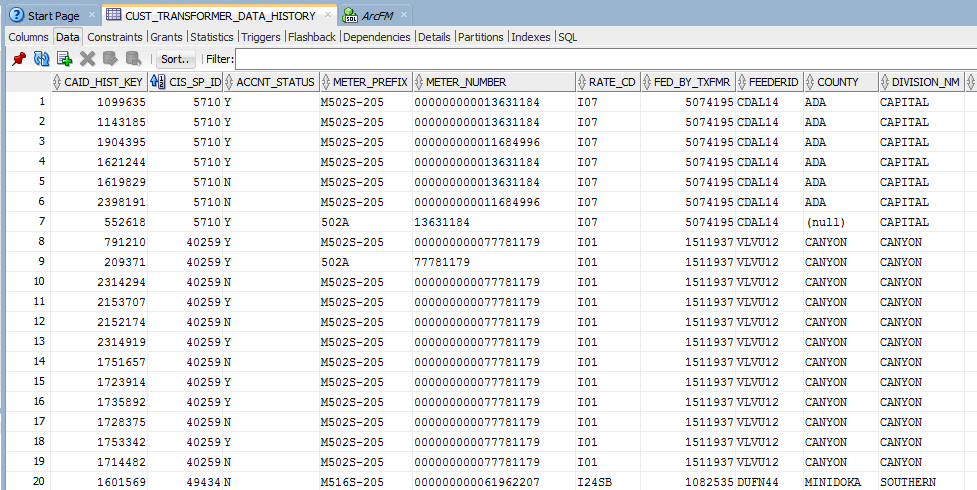 Start Page CUST_TRANSFORMER_DATA_HISTORY ArcFM
Columns Data Constraints Grants Statistics Triggers Flashback Dependencies Details Partitions Indexes SQL
Sort.. Filter:
CAID_HIST_KEY CIS_SP_ID ACCNT_STATUS METER_PREFIX METER_NUMBER RATE_CD FED_BY_TXFMR FEEDERID COUNTY DIVISION_NM
1 1099635 5710 Y M502S-205 000000000013631184 I07 5074195 CDAL14 ADA CAPITAL
2 1143185 5710 Y M502S-205 000000000013631184 I07 5074195 CDAL14 ADA CAPITAL
3 1904395 5710 Y M502S-205 000000000011684996 I07 5074195 CDAL14 ADA CAPITAL
4 1621244 5710 Y M502S-205 000000000013631184 I07 5074195 CDAL14 ADA CAPITAL
5 1619829 5710 N M502S-205 000000000013631184 I07 5074195 CDAL14 ADA CAPITAL
6 2398191 5710 N M502S-205 000000000011684996 I07 5074195 CDAL14 ADA CAPITAL
7 552618 5710 Y 502A 13631184 I07 5074195 CDAL14 (null) CAPITAL
8 791210 40259 Y M502S-205 000000000077781179 I01 1511937 VLVU12 CANYON CANYON
9 209371 40259 Y 502A 77781179 I01 1511937 VLVU12 CANYON CANYON
10 2314294 40259 N M502S-205 000000000077781179 I01 1511937 VLVU12 CANYON CANYON
11 2153707 40259 Y M502S-205 000000000077781179 I01 1511937 VLVU12 CANYON CANYON
12 2152174 40259 N M502S-205 000000000077781179 I01 1511937 VLVU12 CANYON CANYON
13 2314919 40259 Y M502S-205 000000000077781179 I01 1511937 VLVU12 CANYON CANYON
14 1751657 40259 N M502S-205 000000000077781179 I01 1511937 VLVU12 CANYON CANYON
15 1723914 40259 Y M502S-205 000000000077781179 I01 1511937 VLVU12 CANYON CANYON
16 1735892 40259 Y M502S-205 000000000077781179 I01 1511937 VLVU12 CANYON CANYON
17 1728375 40259 N M502S-205 000000000077781179 I01 1511937 VLVU12 CANYON CANYON
18 1753342 40259 Y M502S-205 000000000077781179 I01 1511937 VLVU12 CANYON CANYON
19 1714482 40259 N M502S-205 000000000077781179 I01 1511937 VLVU12 CANYON CANYON
20 1601569 49434 N M516S-205 000000000061962207 I24SB 1082535 DUFN44 MINIDOKA SOUTHERN